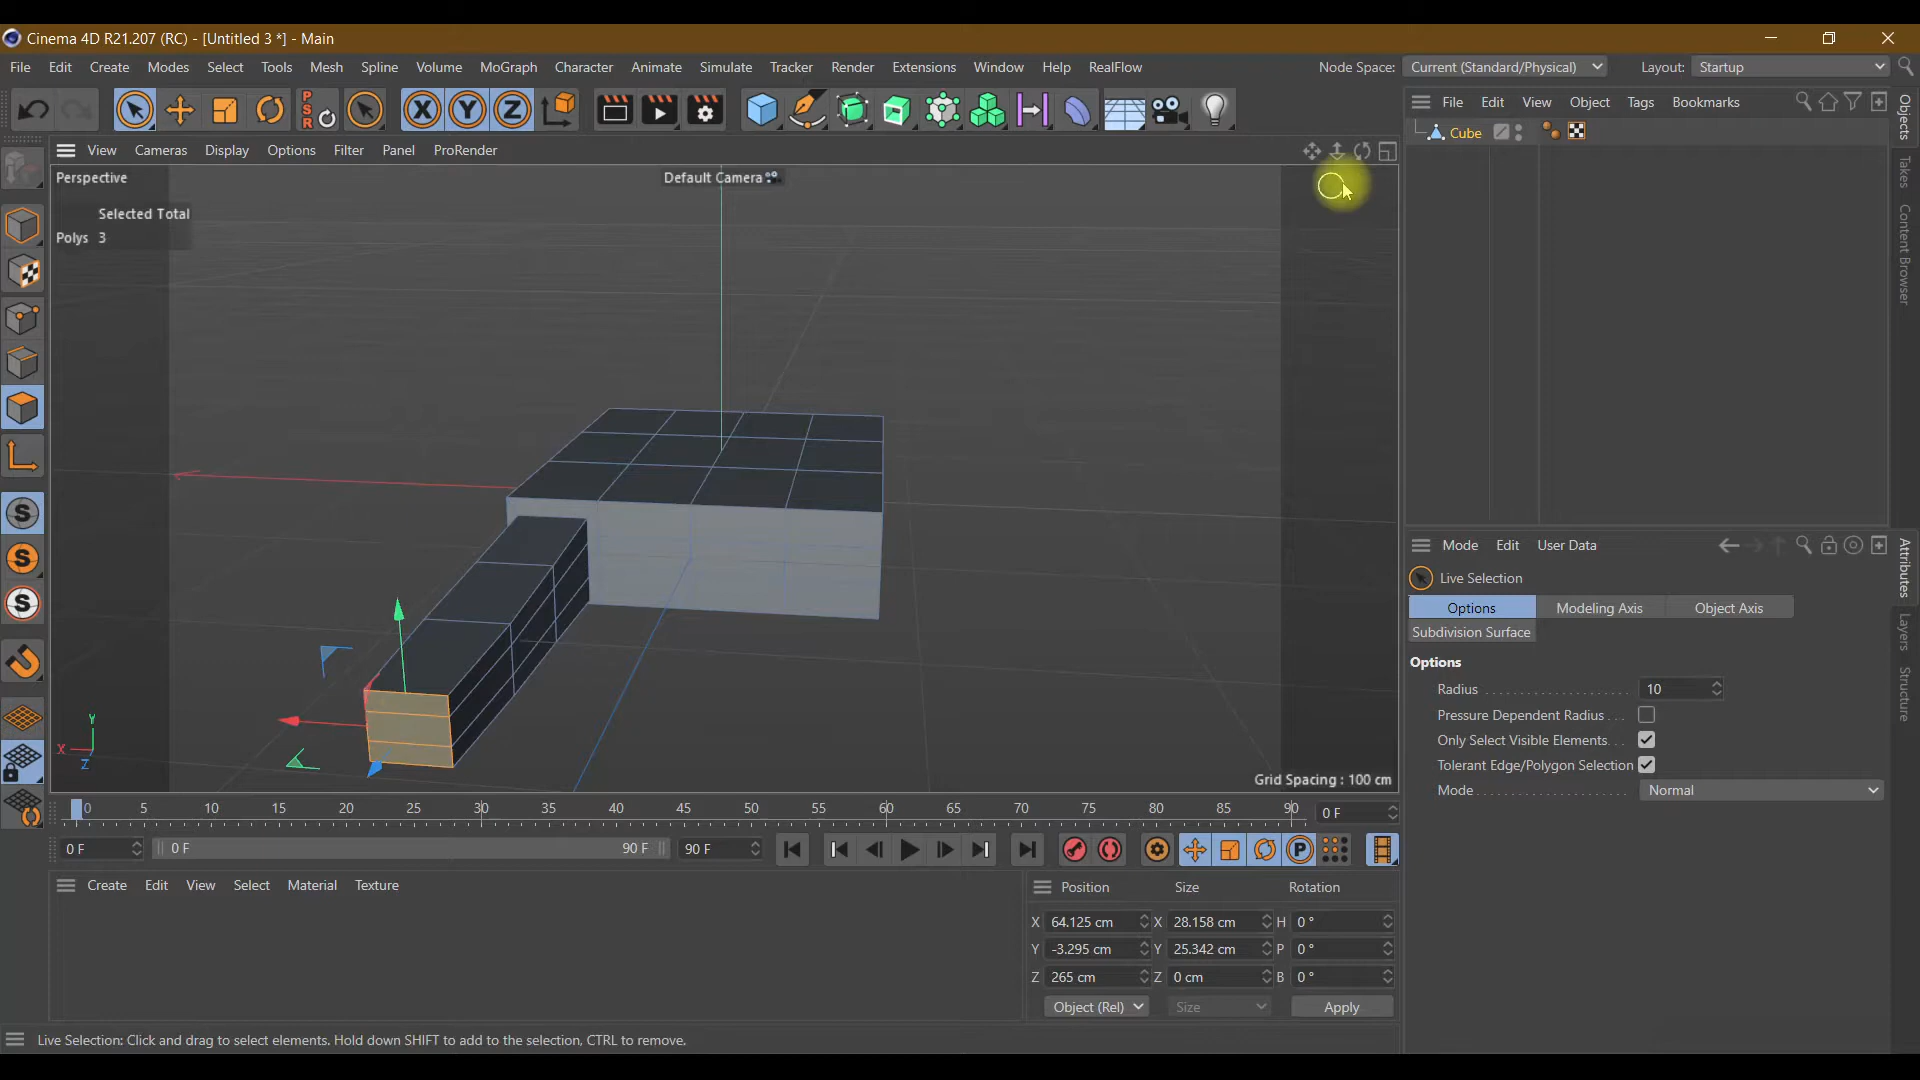 Cinema 4D R21.207 (RC) - [Untitled 3 *] - Main
File Edit Create Modes Select Tools Mesh Spline Volume MoGraph Character Animate Simulate Tracker Render Extensions Window Help RealFlow Node Space: Current (Standard/Physical) Layout: Startup
P S R X Y Z
File Edit View Object Tags Bookmarks
Cube
View Cameras Display Options Filter Panel ProRender
Perspective
Default Camera
Selected Total
Polys 3
Objects
Takes
Content Browser
Mode Edit User Data
Live Selection
Options Modeling Axis Object Axis
Subdivision Surface
Options
Radius 10
Pressure Dependent Radius
Only Select Visible Elements
Tolerant Edge/Polygon Selection
Mode Normal
Attributes
Layers
Structure
S
S
S
Y
X
Z
Grid Spacing : 100 cm
0 5 10 15 20 25 30 35 40 45 50 55 60 65 70 75 80 85 90 0 F
0 F 0 F 90 F 90 F P
Create Edit View Select Material Texture
Position Size Rotation
X 64.125 cm X 28.158 cm H 0 °
Y -3.295 cm Y 25.342 cm P 0 °
Z 265 cm Z 0 cm B 0 °
Object (Rel) Size Apply
Live Selection: Click and drag to select elements. Hold down SHIFT to add to the selection, CTRL to remove.